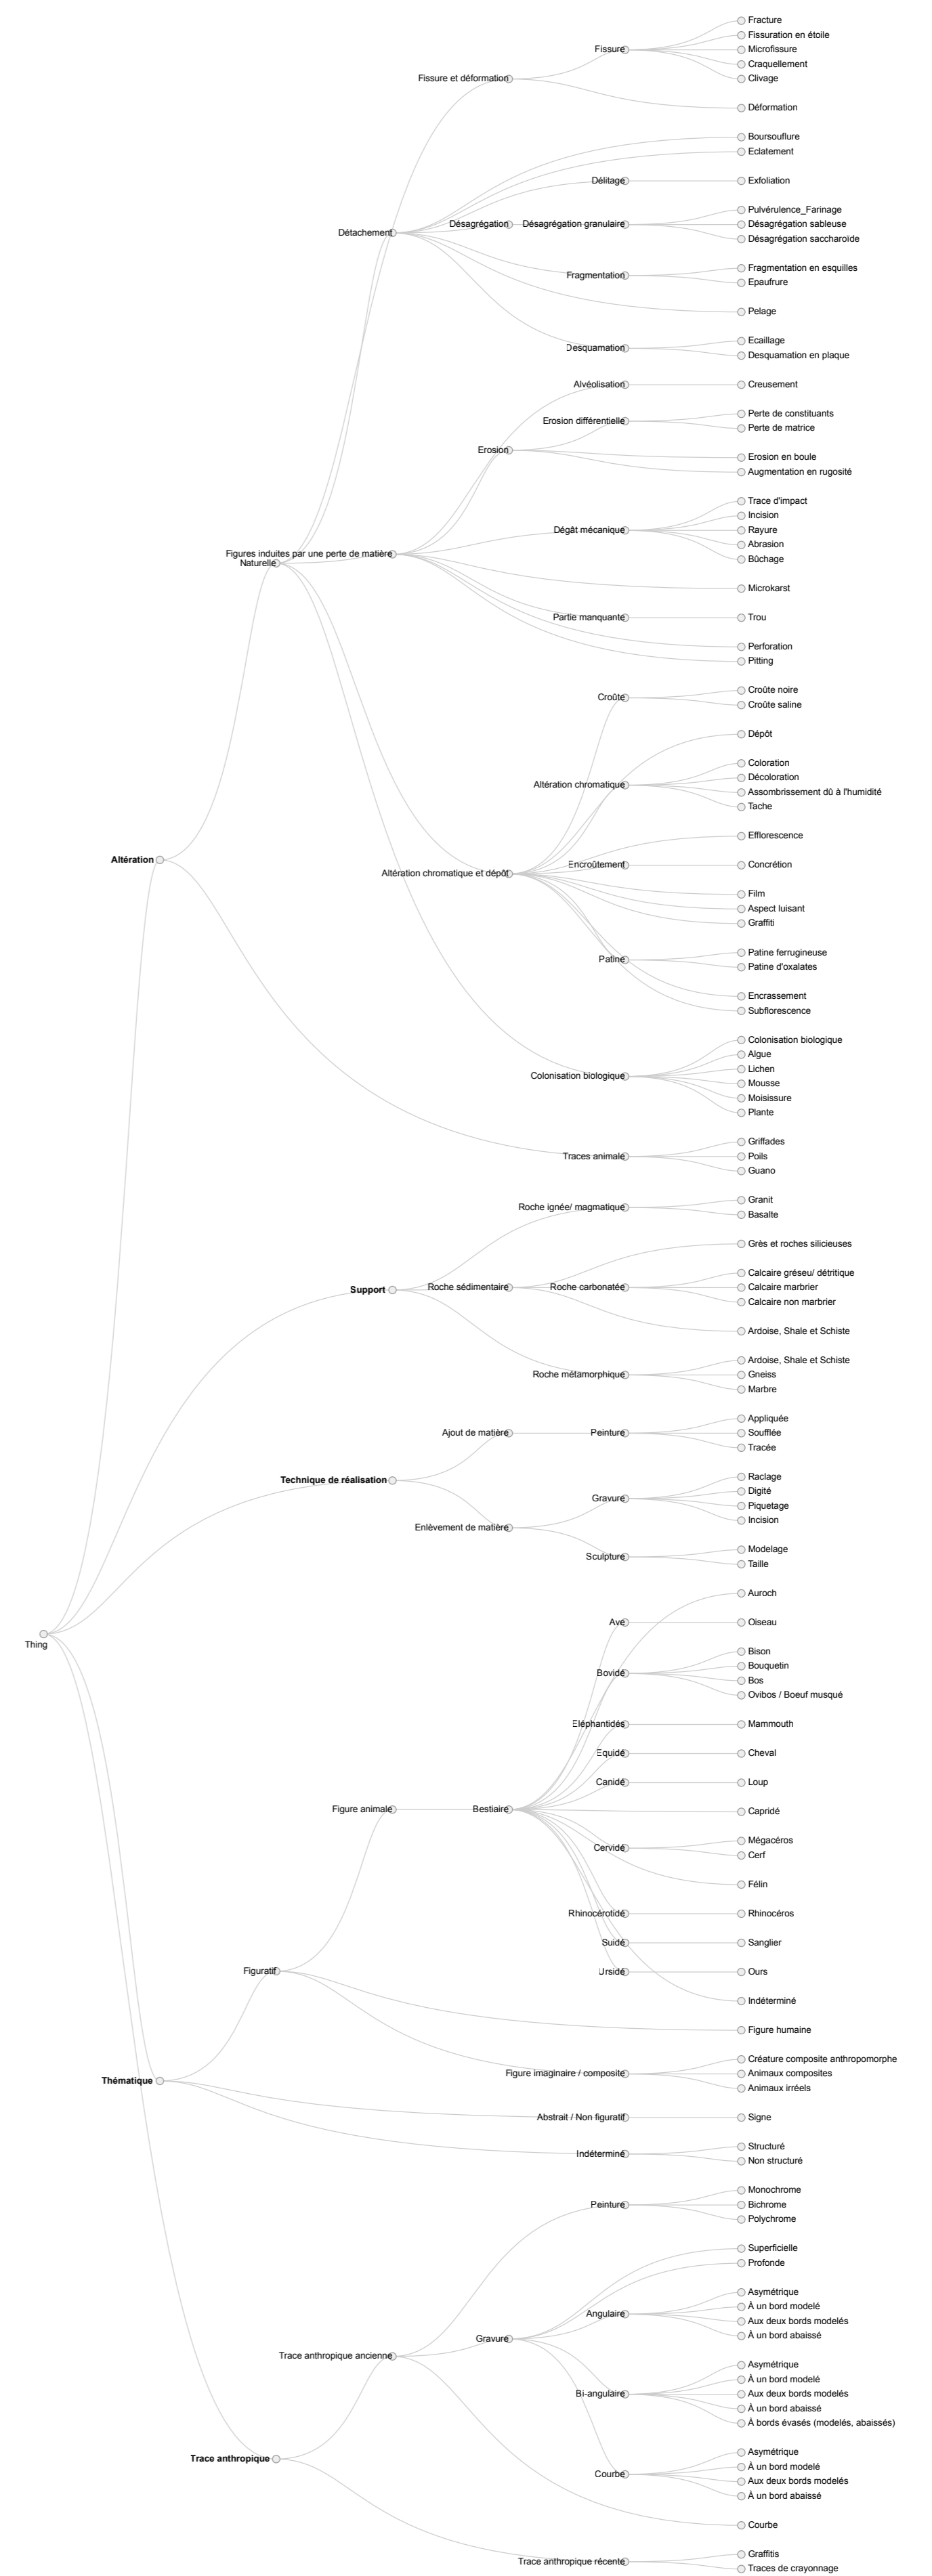 Fracture
Fissuration en étoile
Fissure
Microfissure
Craquellement
Fissure et déformation
Clivage
Déformation
Boursouflure
Eclatement
Délitage
Exfoliation
Pulvérulence_Farinage
Désagrégation
Désagrégation granulaire
Désagrégation sableuse
Détachement
Désagrégation saccharoïde
Fragmentation en esquilles
Fragmentation
Epaufrure
Pelage
Ecaillage
Desquamation
Desquamation en plaque
Alvéolisation
Creusement
Perte de constituants
Erosion différentielle
Perte de matrice
Erosion
Erosion en boule
Augmentation en rugosité
Trace d'impact
Incision
Dégât mécanique
Rayure
Abrasion
Figures induites par une perte de matière
Bûchage
Naturelle
Microkarst
Partie manquante
Trou
Perforation
Pitting
Croûte noire
Croûte
Croûte saline
Dépôt
Coloration
Décoloration
Altération chromatique
Assombrissement dû à l'humidité
Tache
Efflorescence
Altération
Encroûtement
Concrétion
Altération chromatique et dépôt
Film
Aspect luisant
Graffiti
Patine ferrugineuse
Patine
Patine d'oxalates
Encrassement
Subflorescence
Colonisation biologique
Algue
Lichen
Colonisation biologique
Mousse
Moisissure
Plante
Griffades
Traces animale
Poils
Guano
Granit
Roche ignée/ magmatique
Basalte
Grès et roches silicieuses
Calcaire gréseu/ détritique
Support
Roche sédimentaire
Roche carbonatée
Calcaire marbrier
Calcaire non marbrier
Ardoise, Shale et Schiste
Ardoise, Shale et Schiste
Roche métamorphique
Gneiss
Marbre
Appliquée
Ajout de matière
Peinture
Soufflée
Tracée
Technique de réalisation
Raclage
Digité
Gravure
Piquetage
Incision
Enlèvement de matière
Modelage
Sculpture
Taille
Auroch
Ave
Oiseau
Thing
Bison
Bouquetin
Bovidé
Bos
Ovibos / Boeuf musqué
Eléphantidés
Mammouth
Equidé
Cheval
Canidé
Loup
Figure animale
Bestiaire
Capridé
Mégacéros
Cervidé
Cerf
Félin
Rhinocérotidé
Rhinocéros
Suidé
Sanglier
Figuratif
Ursidé
Ours
Indéterminé
Figure humaine
Créature composite anthropomorphe
Figure imaginaire / composite
Animaux composites
Thématique
Animaux irréels
Abstrait / Non figuratif
Signe
Structuré
Indéterminé
Non structuré
Monochrome
Peinture
Bichrome
Polychrome
Superficielle
Profonde
Asymétrique
À un bord modelé
Angulaire
Aux deux bords modelés
À un bord abaissé
Gravure
Trace anthropique ancienne
Asymétrique
À un bord modelé
Bi-angulaire
Aux deux bords modelés
À un bord abaissé
À bords évasés (modelés, abaissés)
Asymétrique
Trace anthropique
À un bord modelé
Courbe
Aux deux bords modelés
À un bord abaissé
Courbe
Graffitis
Trace anthropique récente
Traces de crayonnage